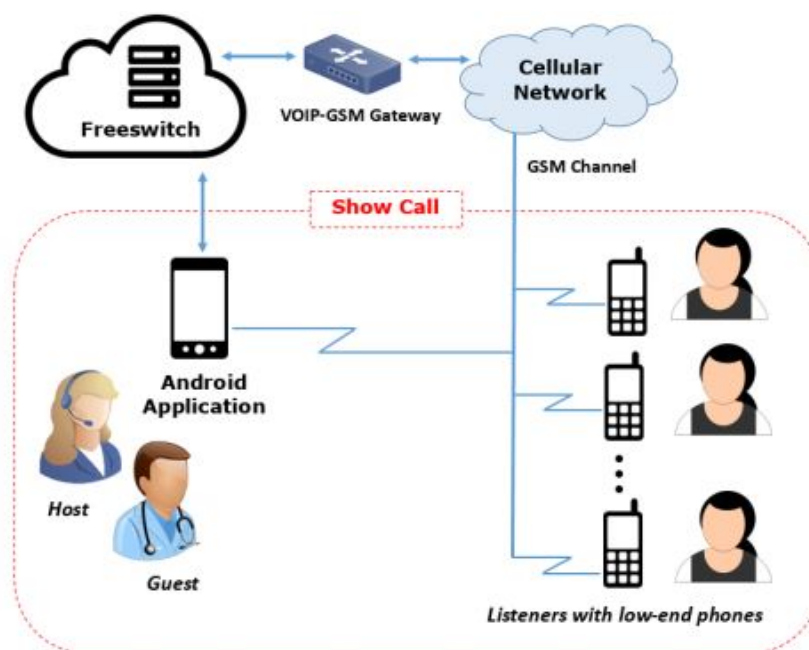 Freeswitch
VOIP-GSM Gateway
Cellular
Network
GSM Channel
Show Call
Android
Application
Host
Guest
Listeners with low-end phones